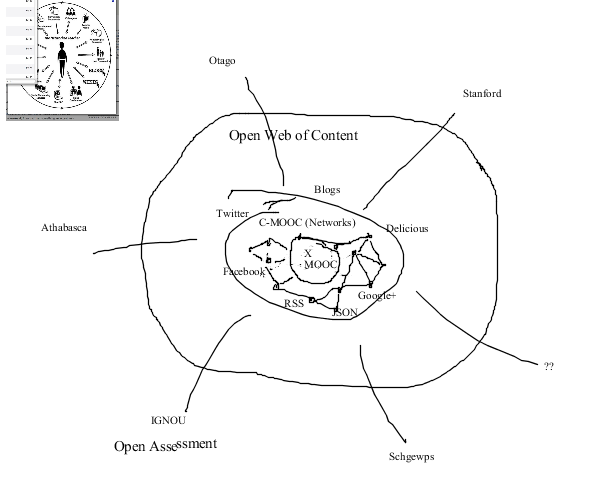 Otago
Stanford
Open Web of Content
Blogs
Twitter
C-MOOC (Networks)
Delicious
Athabasca
X
MOOC
Facebook
Google+
RSS
JSON
??
IGNOU
Open Assessment
Schgewps